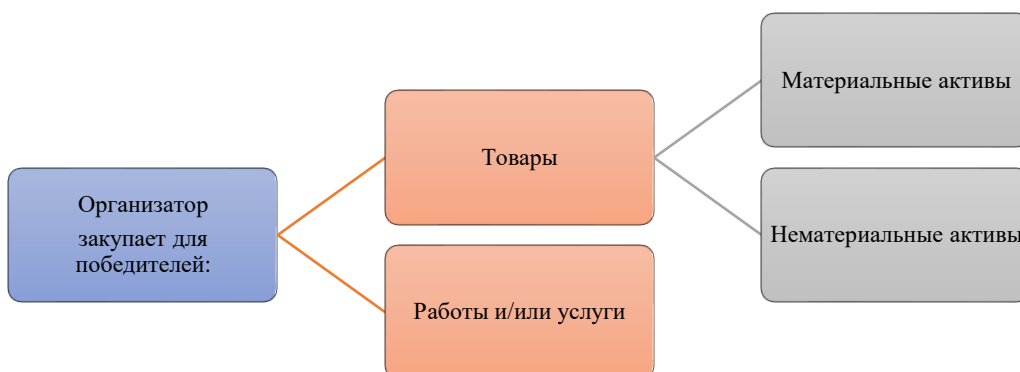 Организатор
закупает для
победителей:
Товары
Работы и/или услуги
Материальные активы
Нематериальные активы